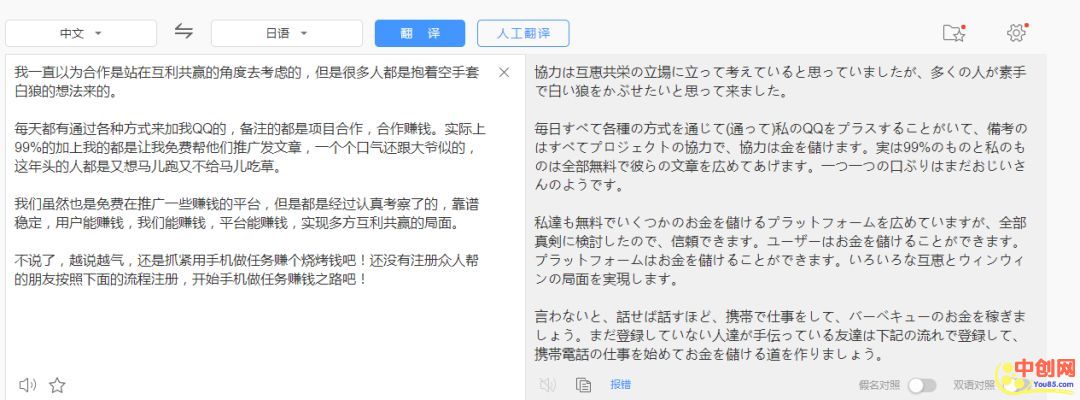 中文
日语
翻 译
人工翻译
我一直以为合作是站在互利共赢的角度去考虑的，但是很多人都是抱着空手套
白狼的想法来的。
每天都有通过各种方式来加我QQ的，备注的都是项目合作，合作赚钱。实际上
99%的加上我的都是让我免费帮他们推广发文章，一个个口气还跟大爷似的，
这年头的人都是又想马儿跑又不给马儿吃草。
我们虽然也是免费在推广一些赚钱的平台，但是都是经过认真考察了的，靠谱
稳定，用户能赚钱，我们能赚钱，平台能赚钱，实现多方互利共赢的局面。
不说了，越说越气，还是抓紧用手机做任务赚个烧烤钱吧！还没有注册众人帮
的朋友按照下面的流程注册，开始手机做任务赚钱之路吧！
協力は互恵共栄の立場に立って考えていると思っていましたが、多くの人が素手
で白い狼をかぶせたいと思って来ました。
毎日すべて各種の方式を通じて(通って)私のQQをプラスすることがいて、備考の
はすべてプロジェクトの協力で、協力は金を儲けます。実は99%のものと私のも
のは全部無料で彼らの文章を広めてあげます。一つ一つの口ぶりはまだおじいさ
んのようです。
私達も無料でいくつかのお金を儲けるプラットフォームを広めていますが、全部
真剣に検討したので、信頼できます。ユーザーはお金を儲けることができます。
プラットフォームはお金を儲けることができます。いろいろな互恵とウィンウィ
ンの局面を実現します。
言わないと、話せば話すほど、携帯で仕事をして、バーベキューのお金を稼ぎま
しょう。まだ登録していない人達が手伝っている友達は下記の流れで登録して、
携帯電話の仕事を始めてお金を儲ける道を作りましょう。
报错
假名对照
双语对照
中创网
You85.com